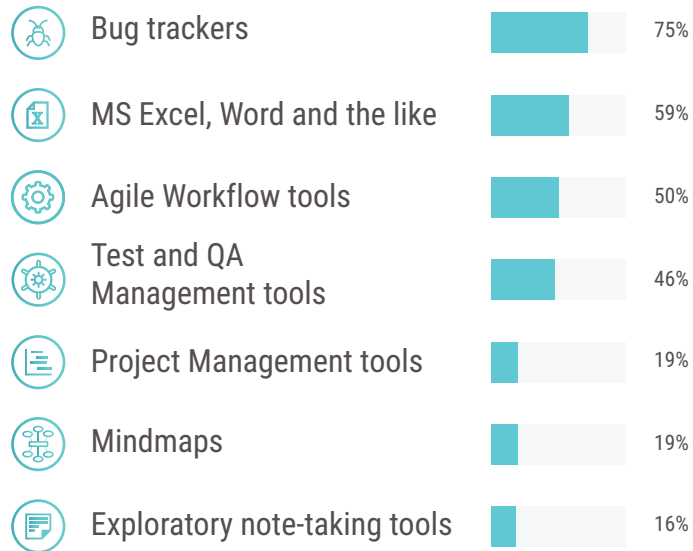 Bug trackers 75%
MS Excel, Word and the like 59%
Agile Workflow tools 50%
Test and QA
Management tools 46%
Project Management tools 19%
Mindmaps 19%
Exploratory note-taking tools 16%